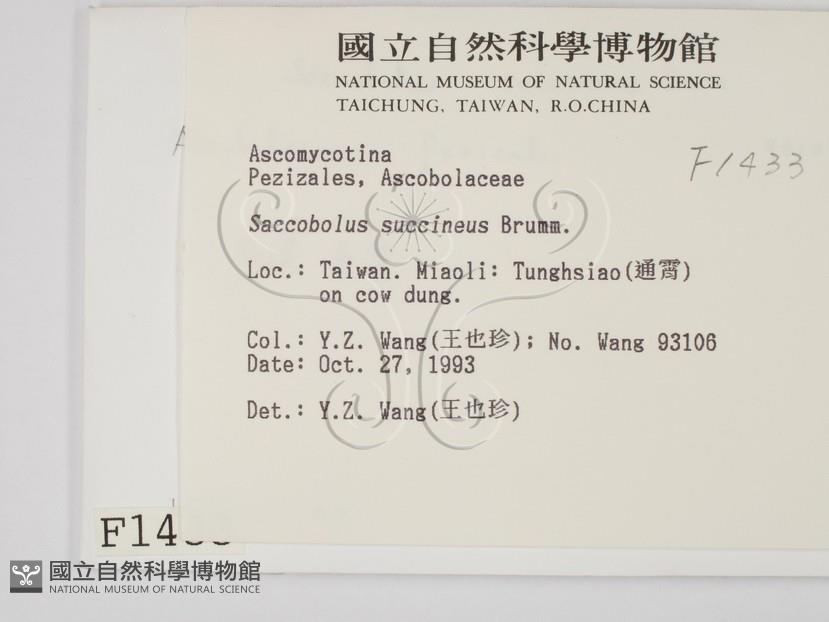 國立自然科學博物館
NATIONAL MUSEUM OF NATURAL SCIENCE
TAICHUNG, TAIWAN, R.O.CHINA
F1433
Ascomycotina
Pezizales, Ascobolaceae
Saccobolus succineus Brumm.
Loc.: Taiwan. Miaoli: Tunghsiao(通霄)
on cow dung.
Col.: Y.Z. Wang(王也珍); No. Wang 93106
Date: Oct. 27, 1993
Det.: Y.Z. Wang(王也珍)
F14
國立自然科學博物館
NATIONAL MUSEUM OF NATURAL SCIENCE